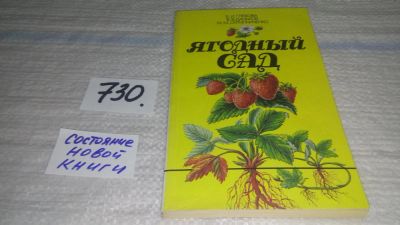 ЯГОДНЫЙ
САД
730.
СОСТОЯНИЕ
НОВОЙ
КНИГИ